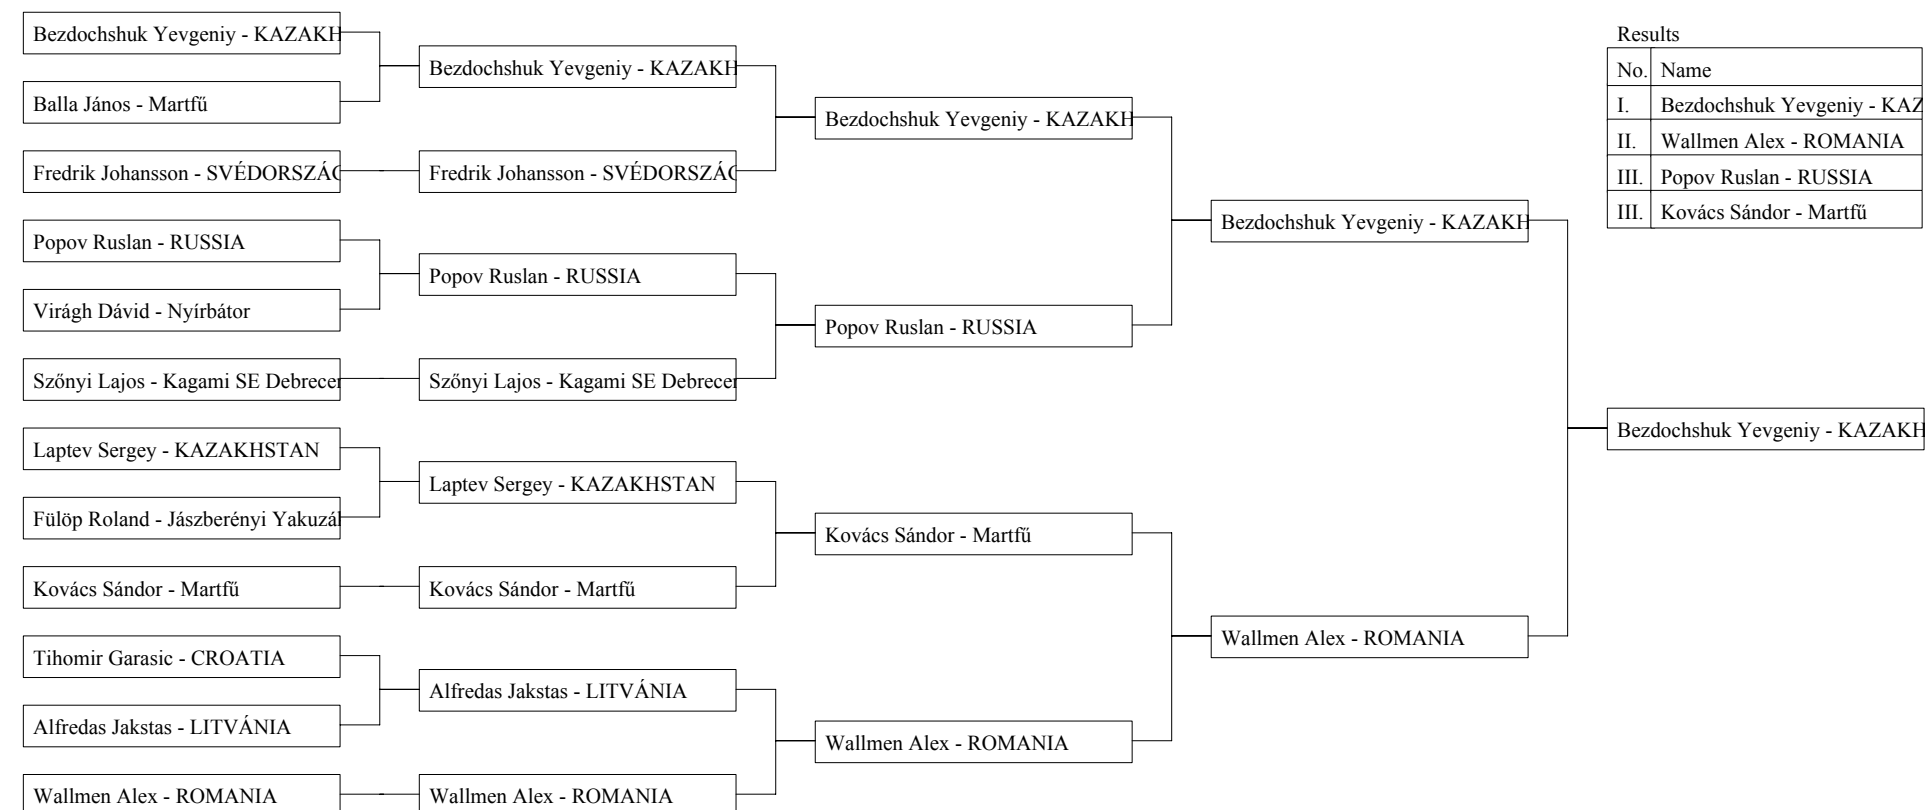 Bezdochshuk Yevgeniy - KAZAKH
Balla János - Martfű
Fredrik Johansson - SVÉDORSZÁG
Popov Ruslan - RUSSIA
Virágh Dávid - Nyírbátor
Szőnyi Lajos - Kagami SE Debrecen
Laptev Sergey - KAZAKHSTAN
Fülöp Roland - Jászberényi Yakuzál
Kovács Sándor - Martfű
Tihomir Garasic - CROATIA
Alfredas Jakstas - LITVÁNIA
Wallmen Alex - ROMANIA
Bezdochshuk Yevgeniy - KAZAKH
Fredrik Johansson - SVÉDORSZÁG
Popov Ruslan - RUSSIA
Szőnyi Lajos - Kagami SE Debrecen
Laptev Sergey - KAZAKHSTAN
Kovács Sándor - Martfű
Alfredas Jakstas - LITVÁNIA
Wallmen Alex - ROMANIA
Bezdochshuk Yevgeniy - KAZAKH
Popov Ruslan - RUSSIA
Kovács Sándor - Martfű
Wallmen Alex - ROMANIA
Bezdochshuk Yevgeniy - KAZAKH
Wallmen Alex - ROMANIA
Bezdochshuk Yevgeniy - KAZAKH
Results
No. Name
I. Bezdochshuk Yevgeniy - KAZ
II. Wallmen Alex - ROMANIA
III. Popov Ruslan - RUSSIA
III. Kovács Sándor - Martfű